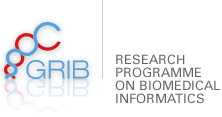 GRIB
RESEARCH
PROGRAMME
ON BIOMEDICAL
INFORMATICS